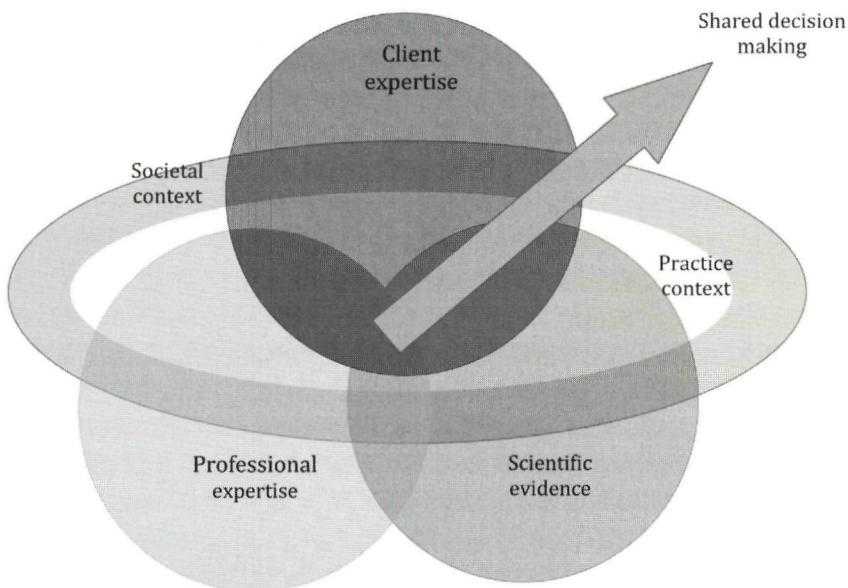 Shared decision
making
Client
expertise
Societal
context
Practice
context
Professional
expertise
Scientific
evidence